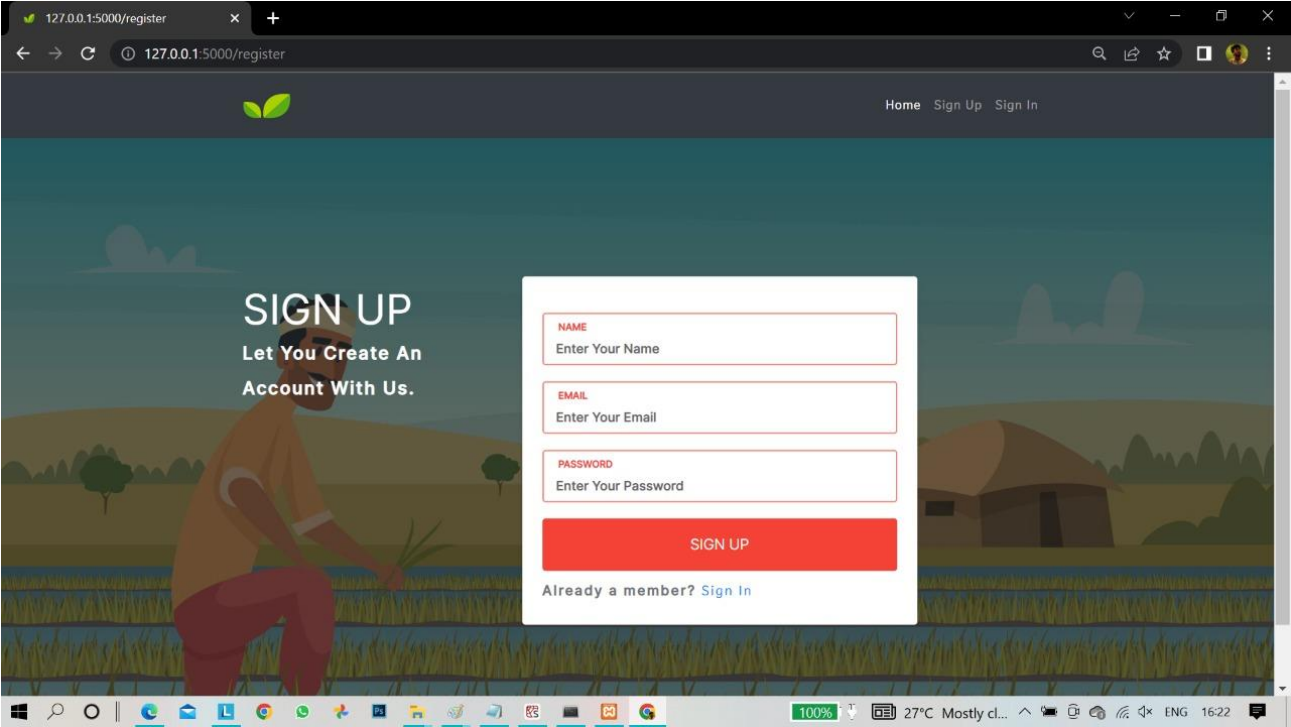 127.0.0.1:5000/register
127.0.0.1:5000/register
Home Sign Up Sign In
SIGN UP
Let You Create An
Account With Us.
NAME
Enter Your Name
EMAIL
Enter Your Email
PASSWORD
Enter Your Password
SIGN UP
Already a member? Sign In
L Ps 100% 27°C Mostly cl... ENG 16:22